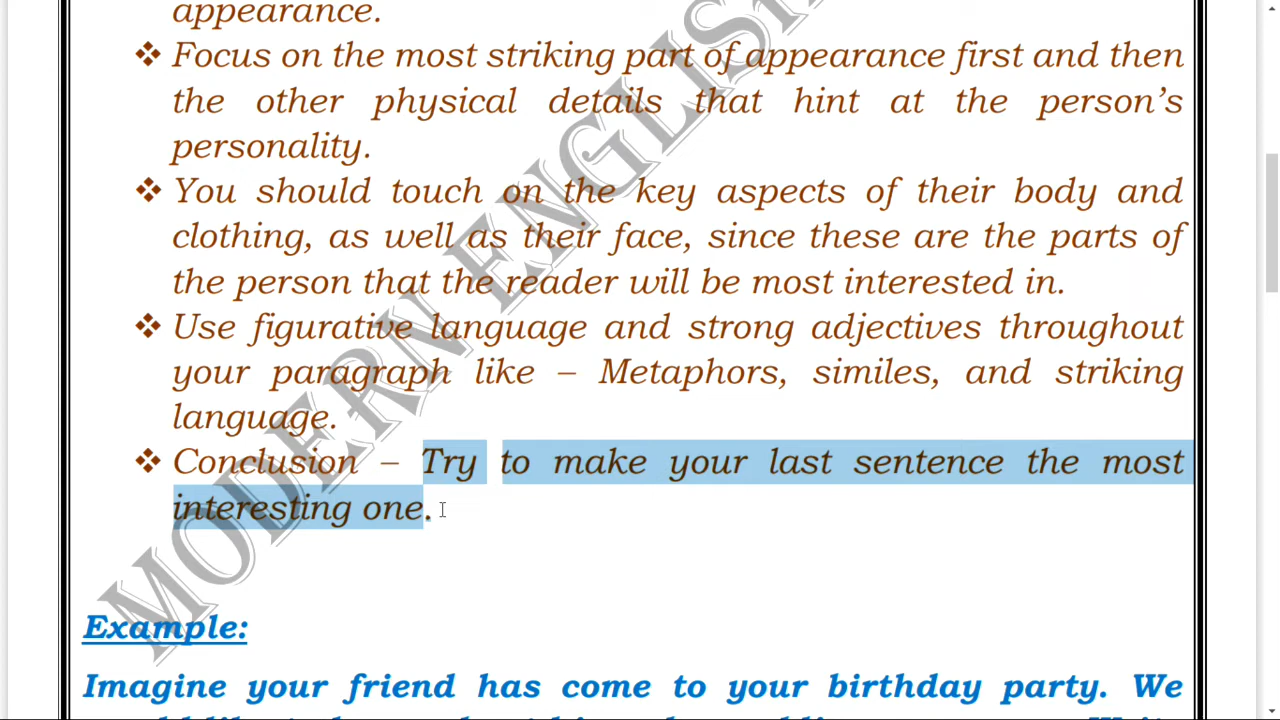 appearance.
❖ Focus on the most striking part of appearance first and then
the other physical details that hint at the person's
personality.
❖ You should touch on the key aspects of their body and
clothing, as well as their face, since these are the parts of
the person that the reader will be most interested in.
❖ Use figurative language and strong adjectives throughout
your paragraph like – Metaphors, similes, and striking
language.
❖ Conclusion – Try to make your last sentence the most
interesting one.
MODERN ENGLISH
Example:
Imagine your friend has come to your birthday party. We